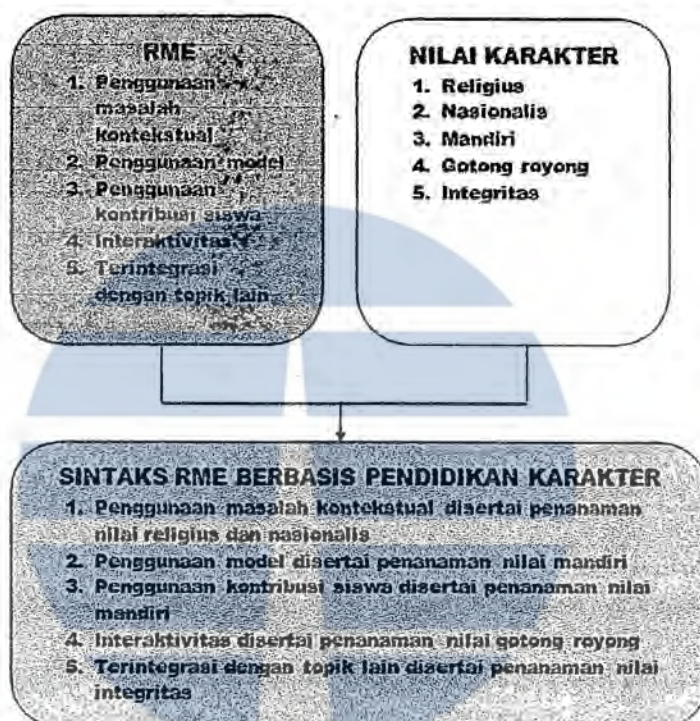 RME
1. Penggunaan
masalah
kontekstual
2. Penggunaan model
3. Penggunaan
kontribusi siswa
4. Interaktivitas
5. Terintegrasi
dengan topik lain
NILAI KARAKTER
1. Religius
2. Nasionalis
3. Mandiri
4. Gotong royong
5. Integritas
SINTAKS RME BERBASIS PENDIDIKAN KARAKTER
1. Penggunaan masalah kontekstual disertai penanaman
nilai religius dan nasionalis
2. Penggunaan model disertai penanaman nilai mandiri
3. Penggunaan kontribusi siswa disertai penanaman nilai
mandiri
4. Interaktivitas disertai penanaman nilai gotong royong
5. Terintegrasi dengan topik lain disertai penanaman nilai
integritas